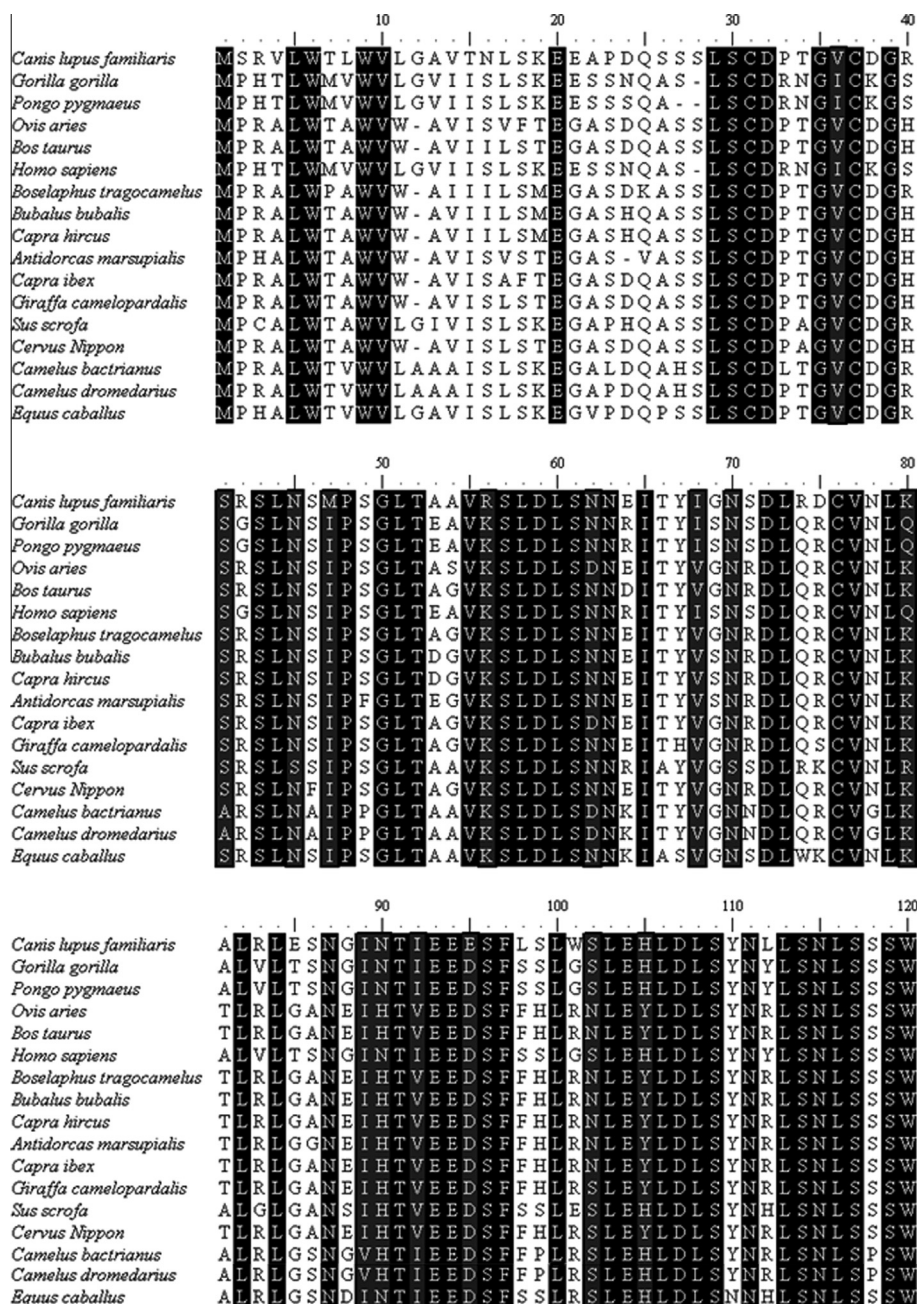 10 20 30 40
Canis lupus familiaris MSRVLWTLWVLGAVTNLSKEEAPDQSSSLSCDPTGVCDGR
Gorilla gorilla MPHTLWMVWVLGVIISLSKEESSNQAS-LSCDRNGICKGS
Pongo pygmaeus MPHTLWMVWVLGVIISLSKEESSSQA--LSCDRNGICKGS
Ovis aries MPRALWTAWVW-AVISVFTEGASDQASSLSCDPTGVCDGH
Bos taurus MPRALWTAWVW-AVIILSTEGASDQASSLSCDPTGVCDGH
Homo sapiens MPHTLWMVWVLGVIISLSKEESSNQAS-LSCDRNGICKGS
Boselaphus tragocamelus MPRALWPAWVW-AIIILSMEGASDKASSLSCDPTGVCDGR
Bubalus bubalis MPRALWTAWVW-AVIILSMEGASHQASSLSCDPTGVCDGH
Capra hircus MPRALWTAWVW-AVIILSMEGASHQASSLSCDPTGVCDGH
Antidorcas marsupialis MPHALWTAWVW-AVISVSTEGAS-VASSLSCDPTGVCDGH
Capra ibex MPRALWTAWVW-AVISAFTEGASDQASSLSCDPTGVCDGH
Giraffa camelopardalis MPRALWTAWVW-AVISLSTEGASDQASSLSCDPTGVCDGR
Sus scrofa MPCALWTAWVLGIVISLSKEGAPHQASSLSCDPAGVCDGR
Cervus Nippon MPRALWTAWVW-AVISLSTEGASDQASSLSCDPAGVCDGH
Camelus bactrianus MPRALWTVWVLAAAISLSKEGALDQAHSLSCDLTGVCDGR
Camelus dromedarius MPRALWTVWVLAAAISLSKEGAPDQAHSLSCDPTGVCDGR
Equus caballus MPHALWTVWVLGAVISLSKEGVPDQPSSLSCDPTGVCDGR
50 60 70 80
Canis lupus familiaris SRSLNSMPSGLTAAVRSLDLSNNEITYIGNSDLRDCVNLK
Gorilla gorilla SGSLNSIPSGLTEAVKSLDLSNNRITYISNSDLQRCVNLQ
Pongo pygmaeus SGSLNSIPSGLTEAVKSLDLSNNRITYISNSDLQRCVNLQ
Ovis aries SRSLNSIPSGLTASVKSLDLSDNDITYVGNRDLQRCVNLK
Bos taurus SRSLNSIPSGLTAGVKSLDLSNNDITYVGNRDLQRCVNLK
Homo sapiens SGSLNSIPSGLTEAVKSLDLSNNRITYISNSDLQRCVNLQ
Boselaphus tragocamelus SRSLNSIPSGLTAGVKSLDLSNNEITYVGNRDLQRCVNLK
Bubalus bubalis SRSLNSIPSGLTDGVKSLDLSNNEITYVGNRDLQRCVNLK
Capra hircus SRSLNSIPSGLTDGVKSLDLSNNEITYVGNRDLQRCVNLK
Antidorcas marsupialis SRSLNSIPFGLTEGVKSLDLSNNEITYVSNRDLQRCVNLK
Capra ibex SRSLNSIPSGLTAGVKSLDLSDNEITYVGNRDLQRCVNLK
Giraffa camelopardalis SRSLNSIPSGLTAGVKSLDLSNNEITHVGNRDLQSCVNLK
Sus scrofa SRSLSSIPSGLTAAVKSLDLSNNRIAYVGSSDLRKCVNLR
Cervus Nippon SRSLNFIPSGLTAGVKSLDLSNNEITYVGNRDLQRCVNLK
Camelus bactrianus ARSLNAIPPGLTAAVKSLDLSDNKITYVGNNDLQRCVGLK
Camelus dromedarius ARSLNAIPPGLTAAVKSLDLSDNKITYVGNNDLQRCVGLK
Equus caballus SRSLNSIPSGLTAAVKSLDLSNNKIASVGNSDLWKCVNLK
90 100 110 120
Canis lupus familiaris ALRLESNGINTIEEESFLSLWSLEHLDLSYNLLSNLSSSW
Gorilla gorilla ALVLTSNGINTIEEDSFSSLGSLEHLDLSYNYLSNLSSSW
Pongo pygmaeus ALVLTSNGINTIEEDSFSSLGSLEHLDLSYNYLSNLSSSW
Ovis aries TLRLGANEIHTVEEDSFFHLRNLEYLDLSYNRLSNLSSSW
Bos taurus TLRLGANEIHTVEEDSFFHLRNLEYLDLSYNRLSNLSSSW
Homo sapiens ALVLTSNGINTIEEDSFSSLGSLEHLDLSYNYLSNLSSSW
Boselaphus tragocamelus TLRLGANEIHTVEEDSFFHLRNLEYLDLSYNRLSNLSSSW
Bubalus bubalis TLRLGANEIHTVEEDSFFHLRNLEYLDLSYNRLSNLSSSW
Capra hircus TLRLGANEIHTVEEDSFFHLRNLEYLDLSYNRLSNLSSSW
Antidorcas marsupialis TLRLGGNEIHTVEEDSFFHLRNLEYLDLSYNRLSNLSSSW
Capra ibex TLRLGANEIHTVEEDSFFHLRNLEYLDLSYNRLSNLSSSW
Giraffa camelopardalis TLRLGANEIHTVEEDSFFHLRSLEYLDLSYNRLSNLSSSW
Sus scrofa ALGLGANSIHTVEEDSFSSLESLEHLDLSYNHLSNLSSSW
Cervus Nippon TLRLGANEIHTVEEDSFFHLRSLEYLDLSYNRLSNLSSSW
Camelus bactrianus ALRLGSNGVHTIEEDSFFPLRSLEHLDLSYNRLSNLSPSW
Camelus dromedarius ALRLGSNGVHTIEEDSFFPLRSLEHLDLSYNRLSNLSPSW
Equus caballus ALRLGSNDINTIEEDSFSSLRSLEHLDLSNNHLSNLSSSW